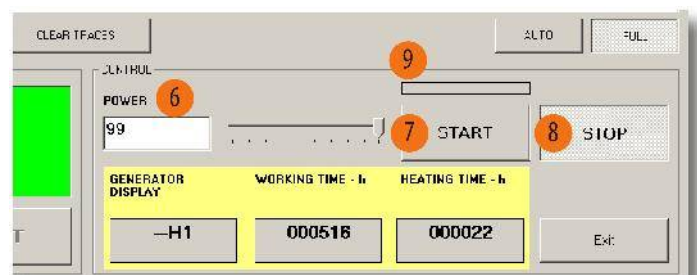 CLEAR TRACES
AUTO
FULL
CONTROL
9
POWER 6
99
7 START
8 STOP
GENERATOR DISPLAY
WORKING TIME - h
HEATING TIME - h
--H1
000516
000022
Exit
T